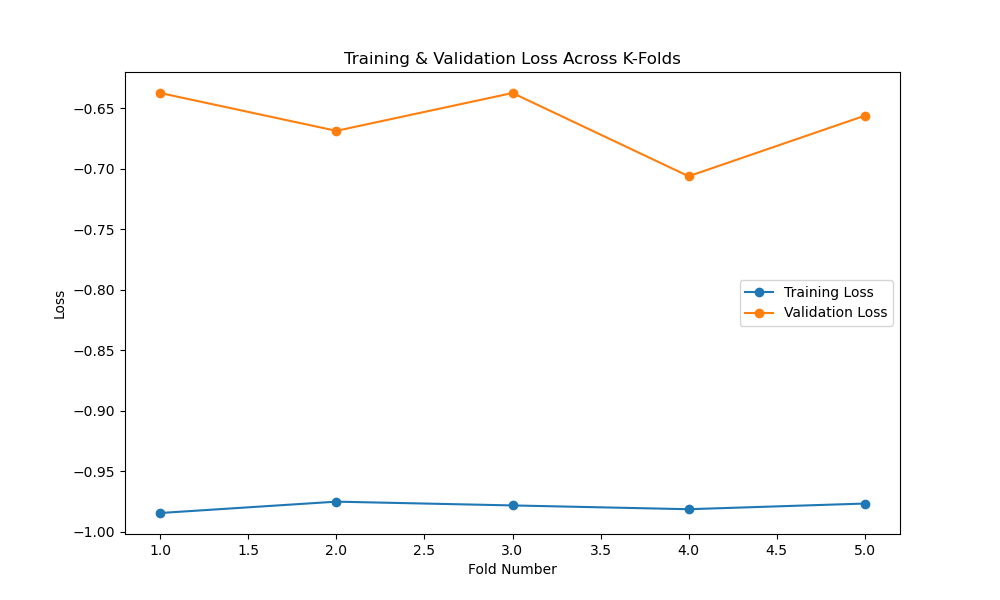 Training & Validation Loss Across K-Folds
−0.65
−0.70
−0.75
−0.80
−0.85
−0.90
−0.95
−1.00
Loss
Training Loss
Validation Loss
1.0 1.5 2.0 2.5 3.0 3.5 4.0 4.5 5.0
Fold Number